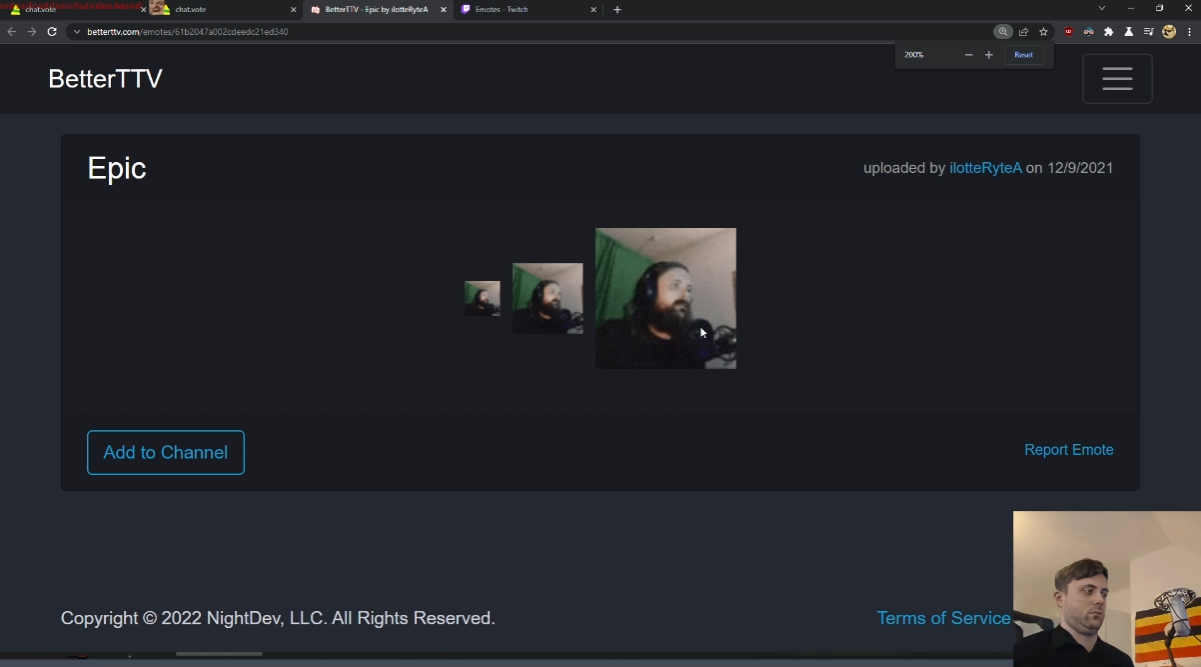 chat.vote
chat.vote
BetterTTV - Epic by ilotteRyteA
Emotes - Twitch
betterttv.com/emotes/61b2047a002cdeedc21ed340
200%
Reset
BetterTTV
Epic
uploaded by ilotteRyteA on 12/9/2021
Add to Channel
Report Emote
Copyright © 2022 NightDev, LLC. All Rights Reserved.
Terms of Service